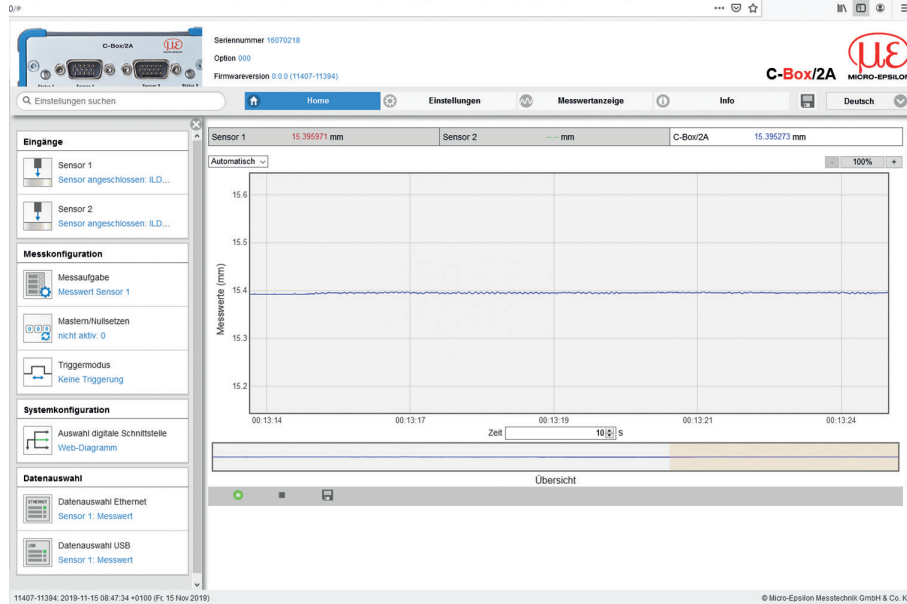 0/#
C-Box/2A
Seriennummer 16070218
Option 000
Firmwareversion 0.0.0 (11407-11394)
C-Box/2A
MICRO-EPSILON
Einstellungen suchen
Home
Einstellungen
Messwertanzeige
Info
Deutsch
Eingänge
Sensor 1
Sensor angeschlossen: ILD...
Sensor 2
Sensor angeschlossen: ILD...
Messkonfiguration
Messaufgabe
Messwert Sensor 1
Mastern/Nullsetzen
nicht aktiv: 0
Triggermodus
Keine Triggerung
Systemkonfiguration
Auswahl digitale Schnittstelle
Web-Diagramm
Datenauswahl
Datenauswahl Ethernet
Sensor 1: Messwert
Datenauswahl USB
Sensor 1: Messwert
Sensor 1 15.395971 mm
Sensor 2 --.-- mm
C-Box/2A 15.395273 mm
Automatisch
- 100% +
Messwerte (mm)
15.6
15.5
15.4
15.3
15.2
00:13:14 00:13:17 00:13:19 00:13:21 00:13:24
Zeit 10 s
Übersicht
11407-11394: 2019-11-15 08:47:34 +0100 (Fr, 15 Nov 2019)
© Micro-Epsilon Messtechnik GmbH & Co. K